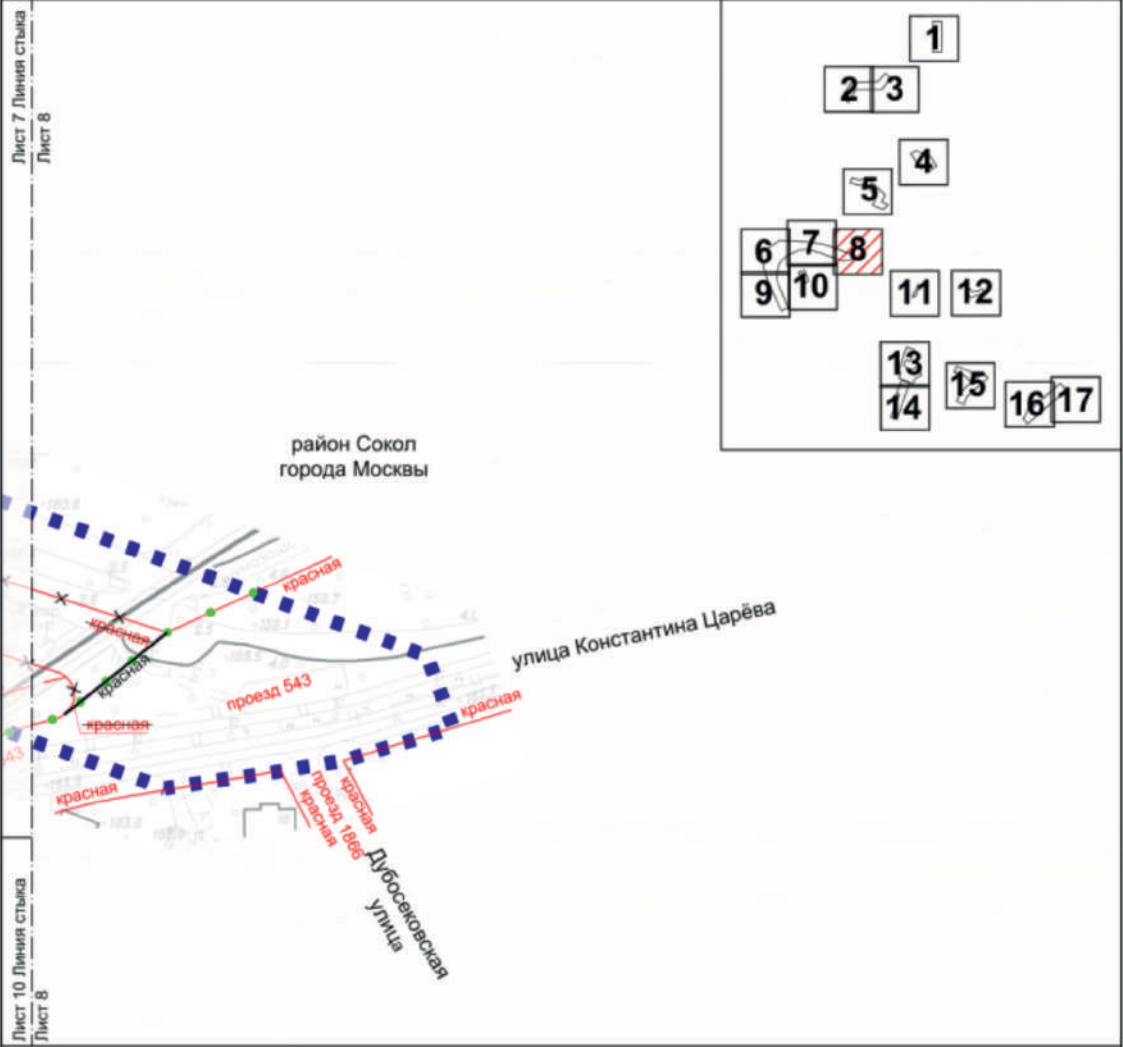 Лист 7 Линия стыка
Лист 8
1
2
3
4
5
6
7
8
9
10
11
12
13
14
15
16
17
район Сокол
города Москвы
красная
красная
красная
красная
проезд 543
улица Константина Царёва
красная
красная
красная
проезд 1866
красная
Дубосековская
улица
Лист 10 Линия стыка
Лист 8